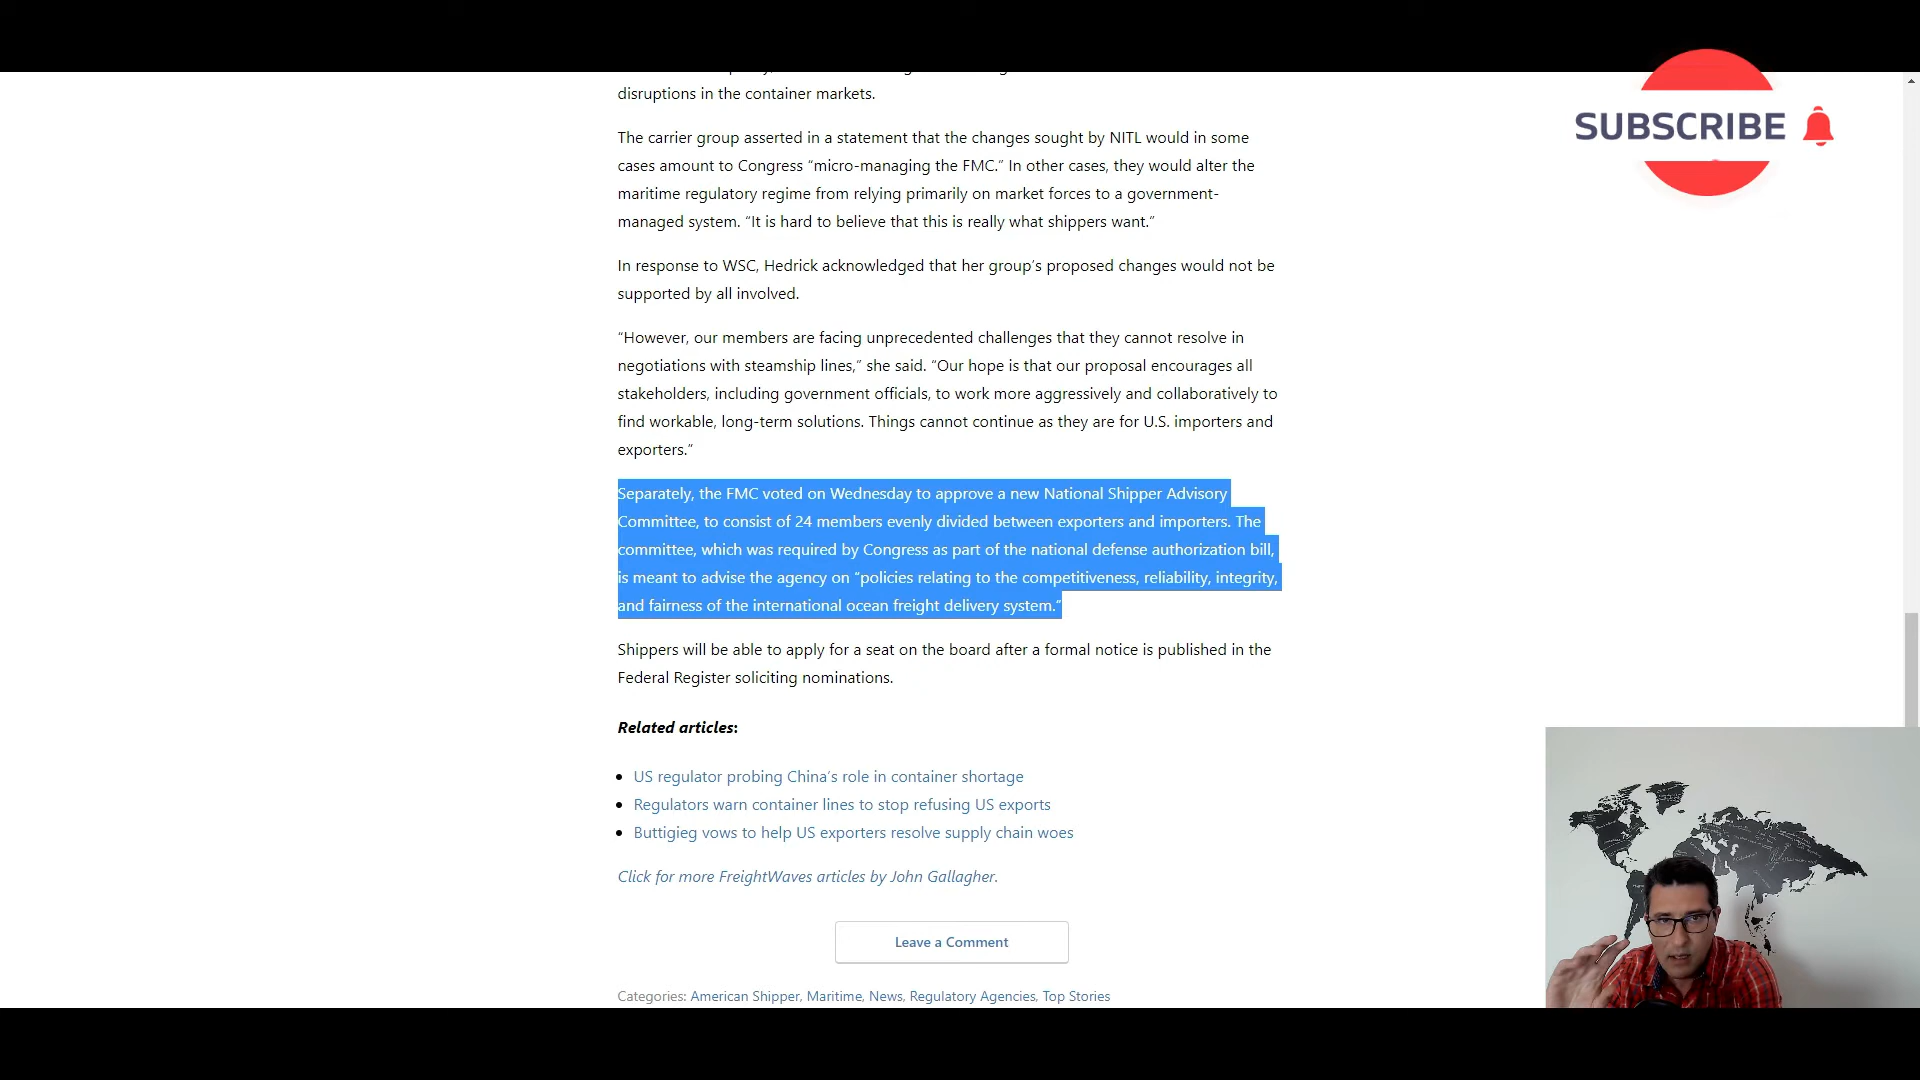 disruptions in the container markets.
The carrier group asserted in a statement that the changes sought by NITL would in some
cases amount to Congress “micro-managing the FMC.” In other cases, they would alter the
maritime regulatory regime from relying primarily on market forces to a government-
managed system. “It is hard to believe that this is really what shippers want.”
In response to WSC, Hedrick acknowledged that her group’s proposed changes would not be
supported by all involved.
“However, our members are facing unprecedented challenges that they cannot resolve in
negotiations with steamship lines,” she said. “Our hope is that our proposal encourages all
stakeholders, including government officials, to work more aggressively and collaboratively to
find workable, long-term solutions. Things cannot continue as they are for U.S. importers and
exporters.”
Separately, the FMC voted on Wednesday to approve a new National Shipper Advisory
Committee, to consist of 24 members evenly divided between exporters and importers. The
committee, which was required by Congress as part of the national defense authorization bill,
is meant to advise the agency on “policies relating to the competitiveness, reliability, integrity,
and fairness of the international ocean freight delivery system.”
Shippers will be able to apply for a seat on the board after a formal notice is published in the
Federal Register soliciting nominations.
Related articles:
US regulator probing China’s role in container shortage
Regulators warn container lines to stop refusing US exports
Buttigieg vows to help US exporters resolve supply chain woes
Click for more FreightWaves articles by John Gallagher.
Leave a Comment
Categories: American Shipper, Maritime, News, Regulatory Agencies, Top Stories
SUBSCRIBE